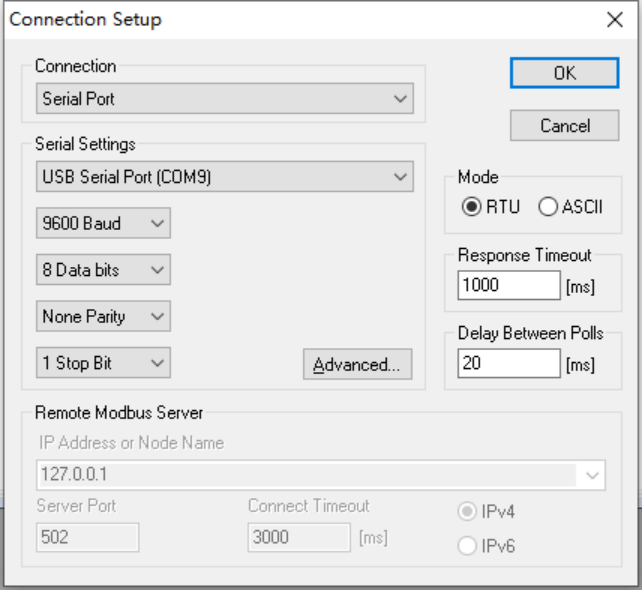 Connection Setup
Connection
OK
Serial Port
Cancel
Serial Settings
USB Serial Port (COM9)
Mode
RTU ASCII
9600 Baud
Response Timeout
8 Data bits
1000 [ms]
None Parity
Delay Between Polls
1 Stop Bit
Advanced...
20 [ms]
Remote Modbus Server
IP Address or Node Name
127.0.0.1
Server Port
Connect Timeout
IPv4
502
3000 [ms]
IPv6